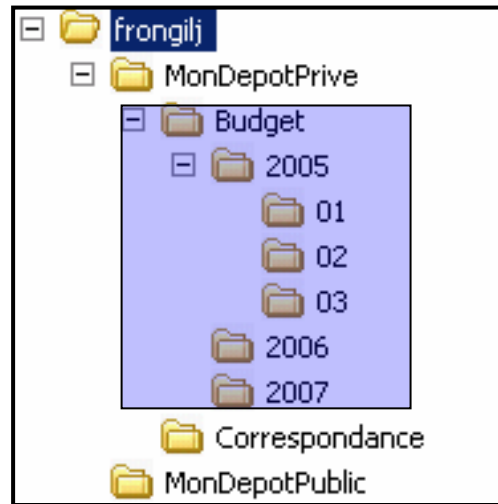 frongilj
MonDepotPrive
Budget
2005
01
02
03
2006
2007
Correspondance
MonDepotPublic